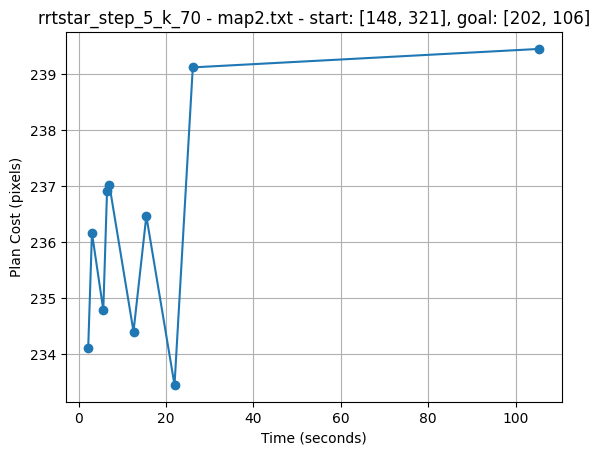 rrtstar_step_5_k_70 - map2.txt - start: [148, 321], goal: [202, 106]
239
238
237
236
235
234
Plan Cost (pixels)
0 20 40 60 80 100
Time (seconds)